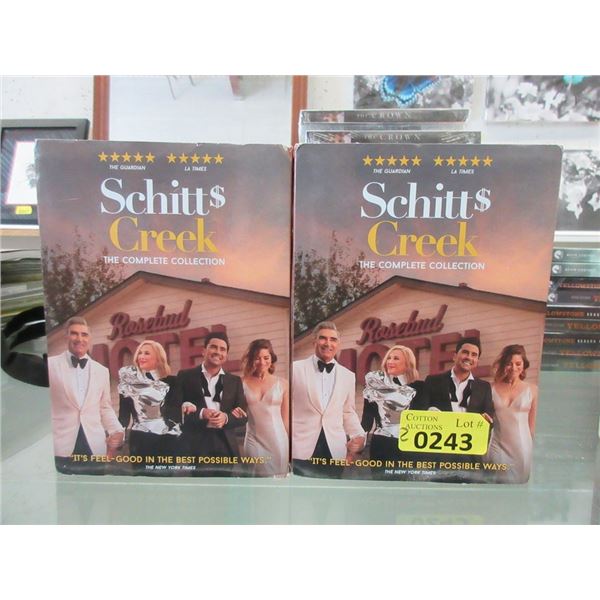 THE CROWN
THE CROWN
★★★★★ ★★★★★
THE GUARDIAN LA TIMES
Schitt$
Creek
THE COMPLETE COLLECTION
Rosebud
MOTEL
"IT'S FEEL-GOOD IN THE BEST POSSIBLE WAYS."
THE NEW YORK TIMES
★★★★★ ★★★★★
THE GUARDIAN LA TIMES
Schitt$
Creek
THE COMPLETE COLLECTION
Rosebud
MOTEL
COTTON
AUCTIONS Lot #
2 0243
"IT'S FEEL-GOOD IN THE BEST POSSIBLE WAYS."
THE NEW YORK TIMES
YELLOWSTONE